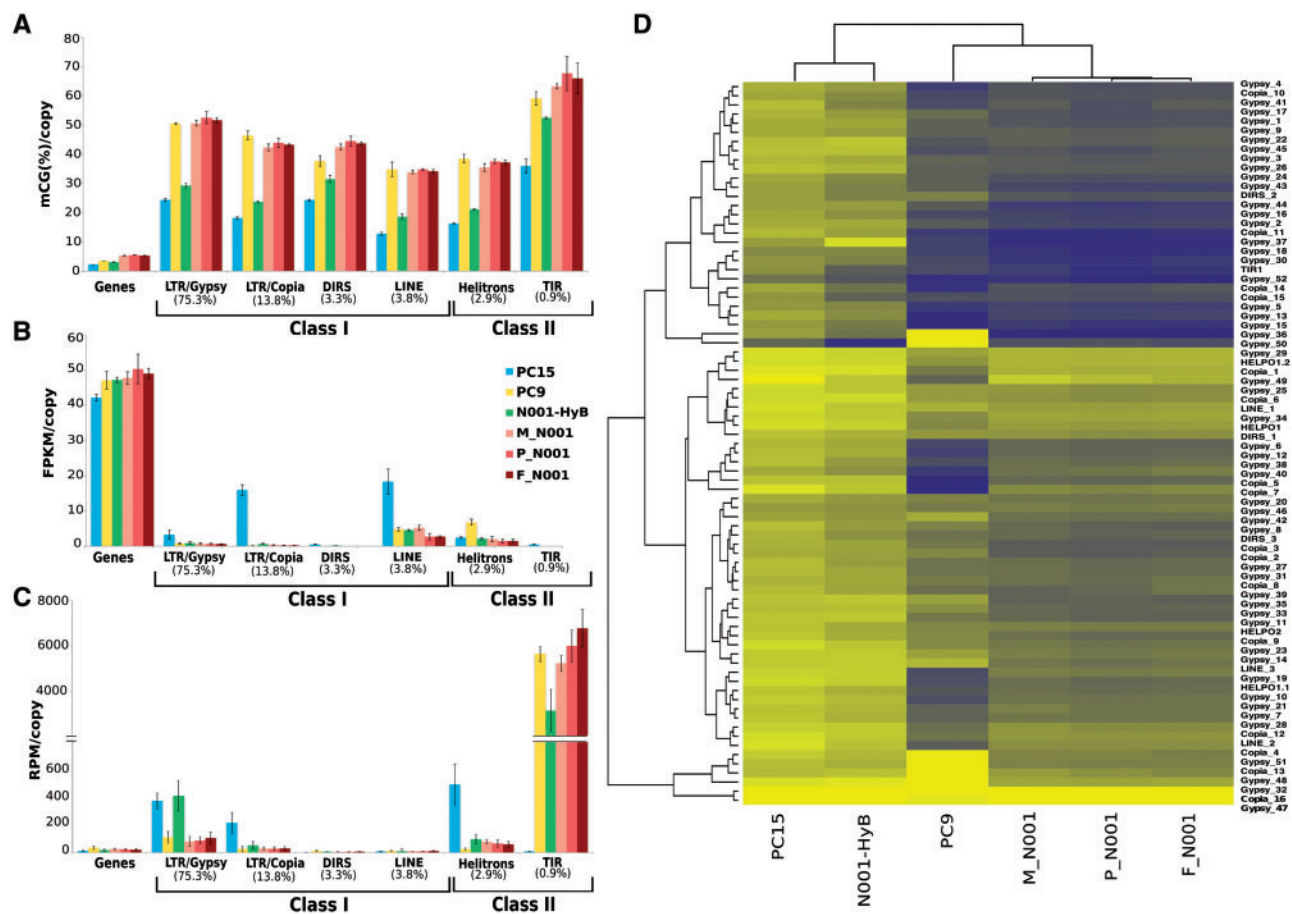 A
mCG(%)/copy
80
70
60
50
40
30
20
10
0
Genes
LTR/Gypsy
(75.3%)
LTR/Copia
(13.8%)
DIRS
(3.3%)
LINE
(3.8%)
Helitrons
(2.9%)
TIR
(0.9%)
Class I
Class II
B
FPKM/copy
60
50
40
30
20
10
0
PC15
PC9
N001-HyB
M_N001
P_N001
F_N001
Genes
LTR/Gypsy
(75.3%)
LTR/Copia
(13.8%)
DIRS
(3.3%)
LINE
(3.8%)
Helitrons
(2.9%)
TIR
(0.9%)
Class I
Class II
C
RPM/copy
8000
6000
4000
600
400
200
0
Genes
LTR/Gypsy
(75.3%)
LTR/Copia
(13.8%)
DIRS
(3.3%)
LINE
(3.8%)
Helitrons
(2.9%)
TIR
(0.9%)
Class I
Class II
D
Gypsy_4
Copia_10
Gypsy_41
Gypsy_17
Gypsy_1
Gypsy_9
Gypsy_22
Gypsy_45
Gypsy_3
Gypsy_26
Gypsy_24
Gypsy_43
DIRS_2
Gypsy_44
Gypsy_16
Gypsy_2
Copia_11
Gypsy_37
Gypsy_18
Gypsy_30
TIR1
Gypsy_52
Copia_14
Copia_15
Gypsy_5
Gypsy_13
Gypsy_15
Gypsy_36
Gypsy_50
Gypsy_29
HELPO1.2
Copia_1
Gypsy_49
Gypsy_25
Copia_6
LINE_1
Gypsy_34
HELPO1
DIRS_1
Gypsy_6
Gypsy_12
Gypsy_38
Gypsy_40
Copia_5
Copia_7
Gypsy_20
Gypsy_46
Gypsy_42
Gypsy_8
DIRS_3
Copia_3
Copia_2
Gypsy_27
Gypsy_31
Copia_8
Gypsy_39
Gypsy_35
Gypsy_33
Gypsy_11
HELPO2
Copia_9
Gypsy_23
Gypsy_14
LINE_3
Gypsy_19
HELPO1.1
Gypsy_10
Gypsy_21
Gypsy_7
Gypsy_28
Copia_12
LINE_2
Copia_4
Gypsy_51
Copia_13
Gypsy_48
Gypsy_32
Copia_16
Gypsy_47
PC15
N001-HyB
PC9
M_N001
P_N001
F_N001